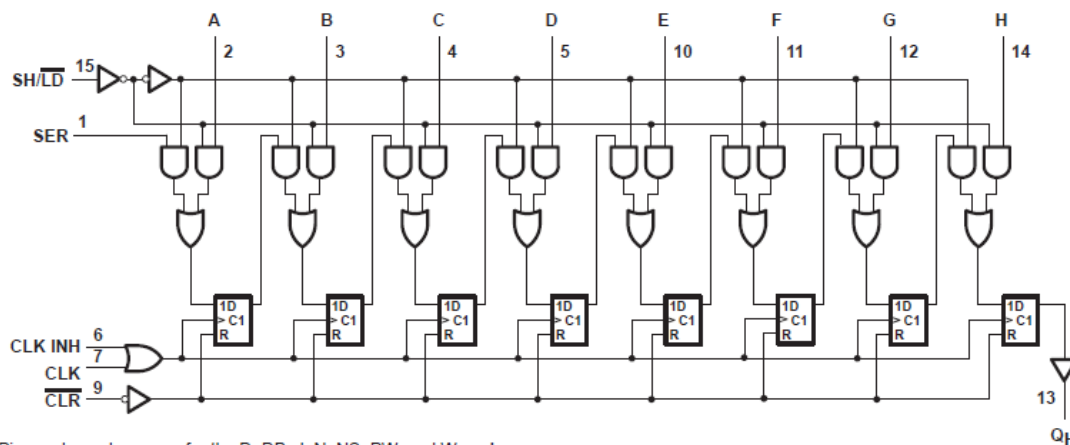 A B C D E F G H
2 3 4 5 10 11 12 14
SH/LD 15
SER 1
1D 1D 1D 1D 1D 1D 1D 1D
C1 C1 C1 C1 C1 C1 C1 C1
R R R R R R R R
CLK INH 6
CLK 7
CLR 9
13
QH